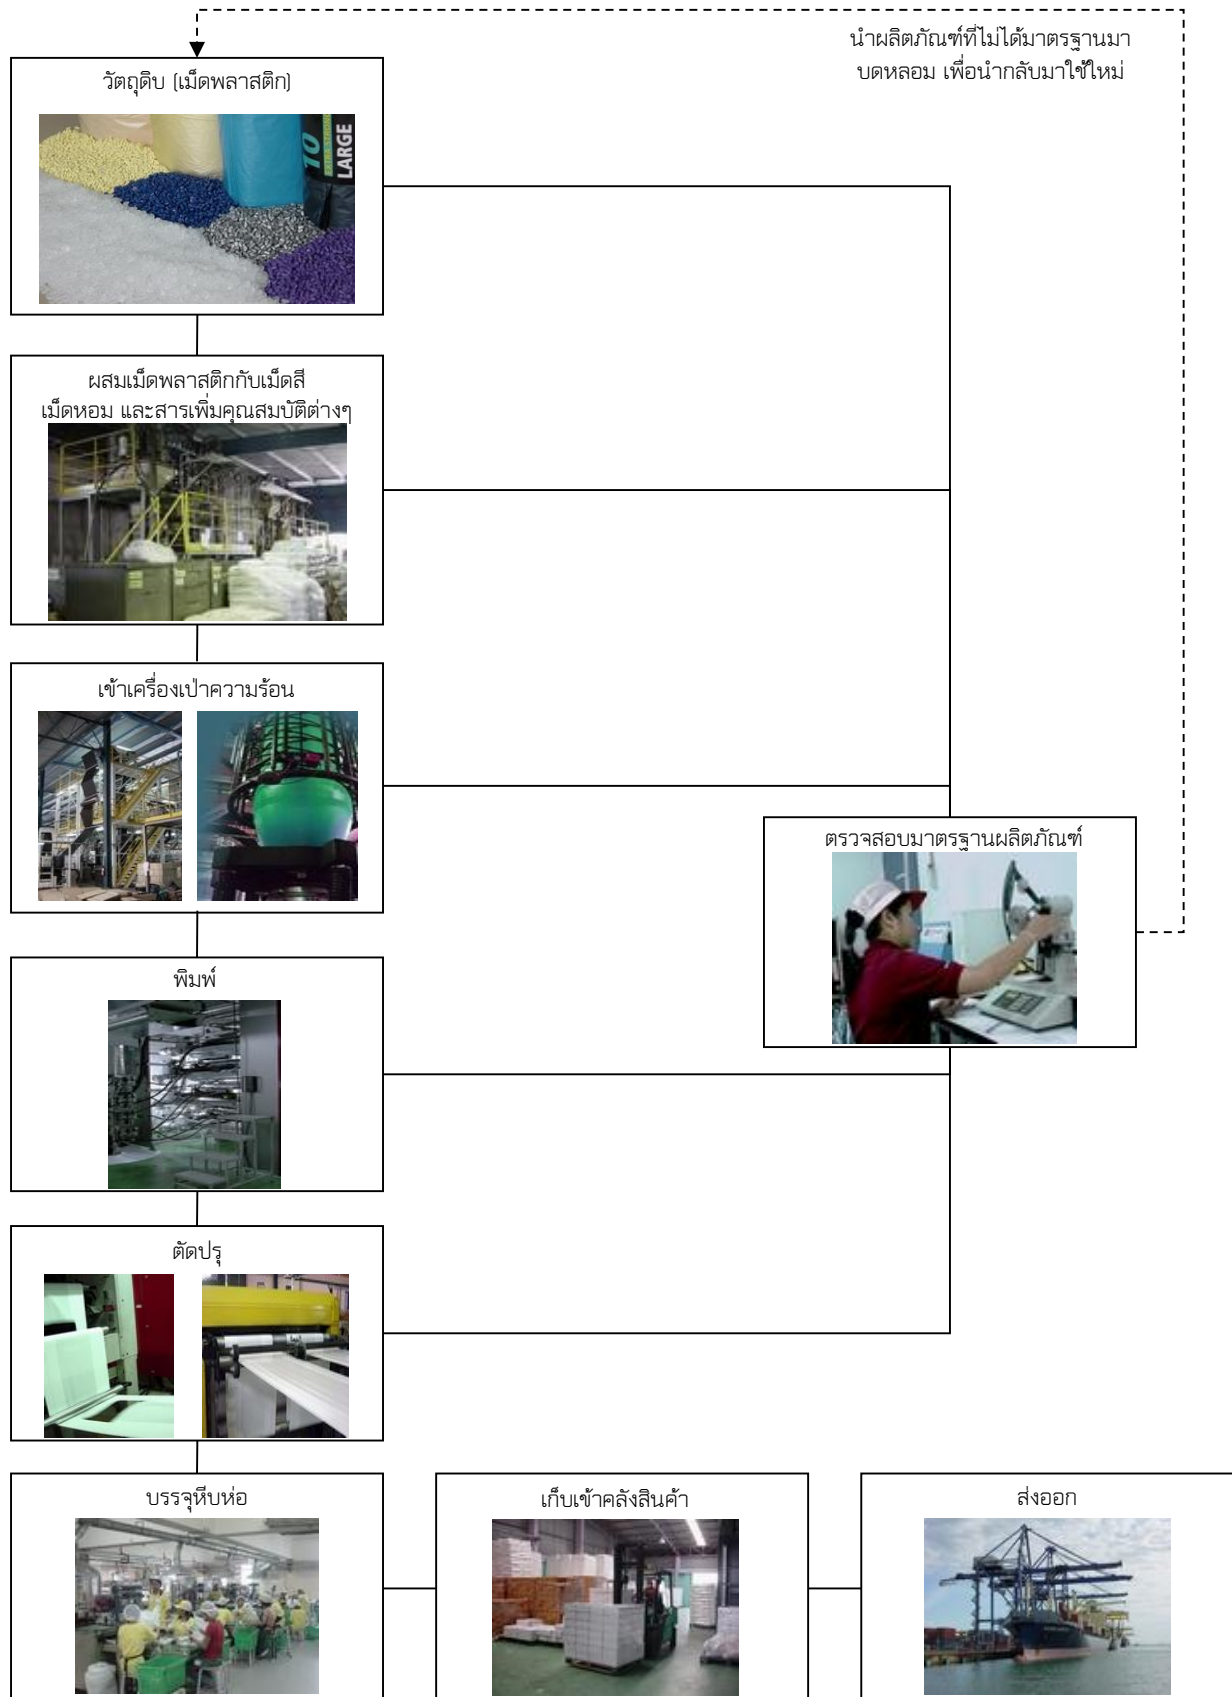 นำผลิตภัณฑ์ที่ไม่ได้มาตรฐานมา
บดหลอม เพื่อนำกลับมาใช้ใหม่
วัตถุดิบ (เม็ดพลาสติก)
10
EXTRA STRONG
LARGE
ผสมเม็ดพลาสติกกับเม็ดสี
เม็ดหอม และสารเพิ่มคุณสมบัติต่างๆ
เข้าเครื่องเป่าความร้อน
ตรวจสอบมาตรฐานผลิตภัณฑ์
พิมพ์
ตัดปรุ
บรรจุหีบห่อ
เก็บเข้าคลังสินค้า
ส่งออก